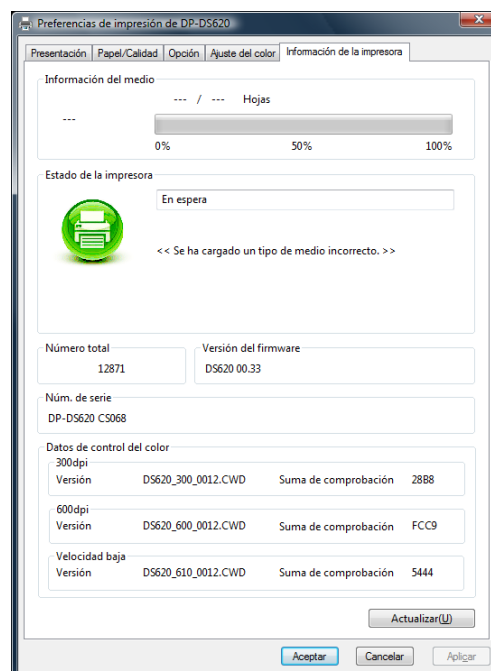 Preferencias de impresión de DP-DS620
Presentación Papel/Calidad Opción Ajuste del color Información de la impresora
Información del medio
--- / --- Hojas
---
0% 50% 100%
Estado de la impresora
En espera
<< Se ha cargado un tipo de medio incorrecto. >>
Número total
12871
Versión del firmware
DS620 00.33
Núm. de serie
DP-DS620 CS068
Datos de control del color
300dpi
Versión DS620_300_0012.CWD Suma de comprobación 28B8
600dpi
Versión DS620_600_0012.CWD Suma de comprobación FCC9
Velocidad baja
Versión DS620_610_0012.CWD Suma de comprobación 5444
Actualizar(U)
Aceptar Cancelar Aplicar